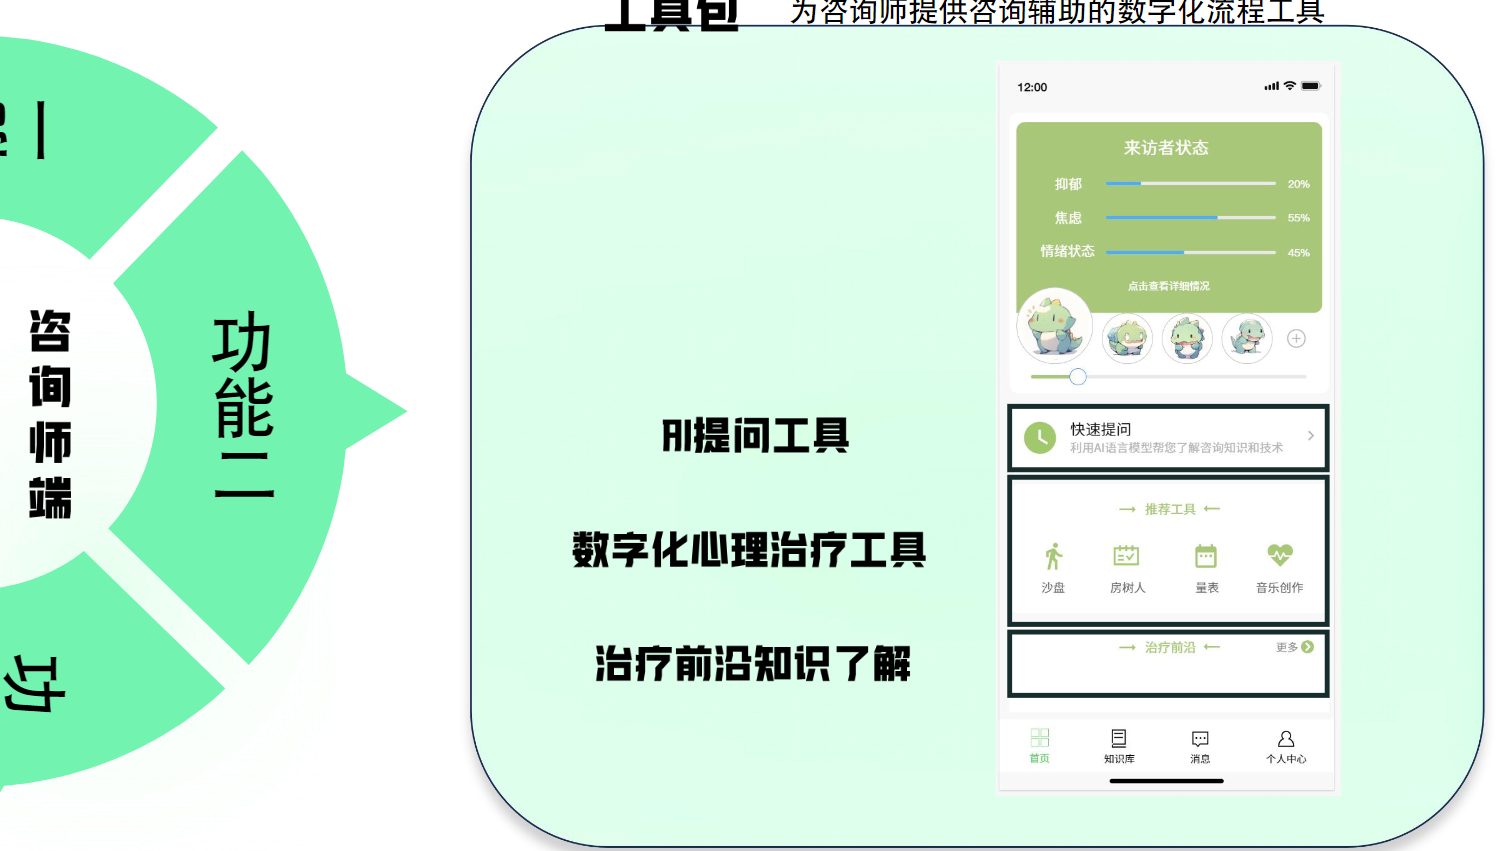 工具包
为咨询师提供咨询辅助的数字化流程工具
咨询师端
功能二
功
AI提问工具
数字化心理治疗工具
治疗前沿知识了解
12:00
来访者状态
抑郁 20%
焦虑 55%
情绪状态 45%
点击查看详细情况
快速提问
利用AI语言模型帮您了解咨询知识和技术
推荐工具
沙盘 房树人 量表 音乐创作
治疗前沿 更多
首页 知识库 消息 个人中心